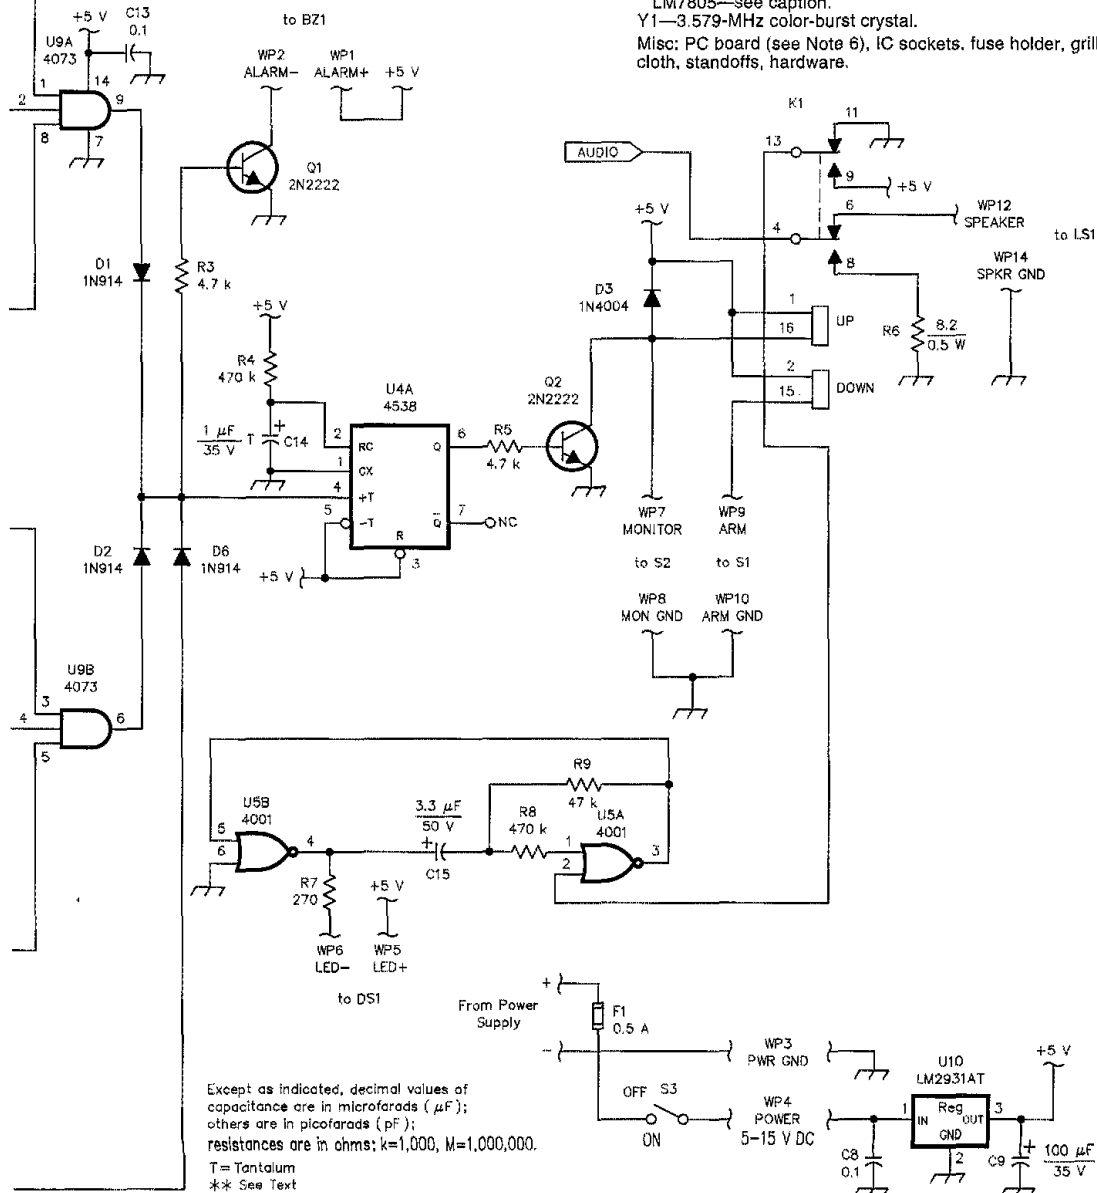 LM7805—see caption.
Y1—3.579-MHz color-burst crystal.
Misc: PC board (see Note 6), IC sockets, fuse holder, grill
cloth, standoffs, hardware.
+5 V
C13
0.1
U9A
4073
1
14
2
9
8
7
to BZ1
WP2
ALARM−
WP1
ALARM+
+5 V
Q1
2N2222
K1
11
13
AUDIO
9
+5 V
6
WP12
SPEAKER
4
to LS1
8
WP14
SPKR GND
+5 V
D1
1N914
R3
4.7 k
D3
1N4004
1
UP
16
R6
8.2
0.5 W
2
DOWN
15
+5 V
R4
470 k
U4A
4538
Q2
2N2222
1 μF
35 V
T
+
C14
2
RC
Q
6
R5
4.7 k
1
CX
4
+T
5
−T
Q
7
NC
R
3
+5 V
WP7
MONITOR
WP9
ARM
to S2
to S1
WP8
MON GND
WP10
ARM GND
D2
1N914
D6
1N914
U9B
4073
3
4
6
5
R9
47 k
U5B
4001
5
6
4
3.3 μF
50 V
+
C15
R8
470 k
U5A
4001
1
2
3
R7
270
+5 V
WP6
LED−
WP5
LED+
to DS1
From Power
Supply
+
−
F1
0.5 A
WP3
PWR GND
OFF
S3
ON
WP4
POWER
5–15 V DC
U10
LM2931AT
+5 V
1
IN
Reg
OUT
3
GND
2
C8
0.1
C9
+
100 μF
35 V
Except as indicated, decimal values of
capacitance are in microfarads ( μF);
others are in picofarads (pF);
resistances are in ohms; k=1,000, M=1,000,000.
T= Tantalum
** See Text